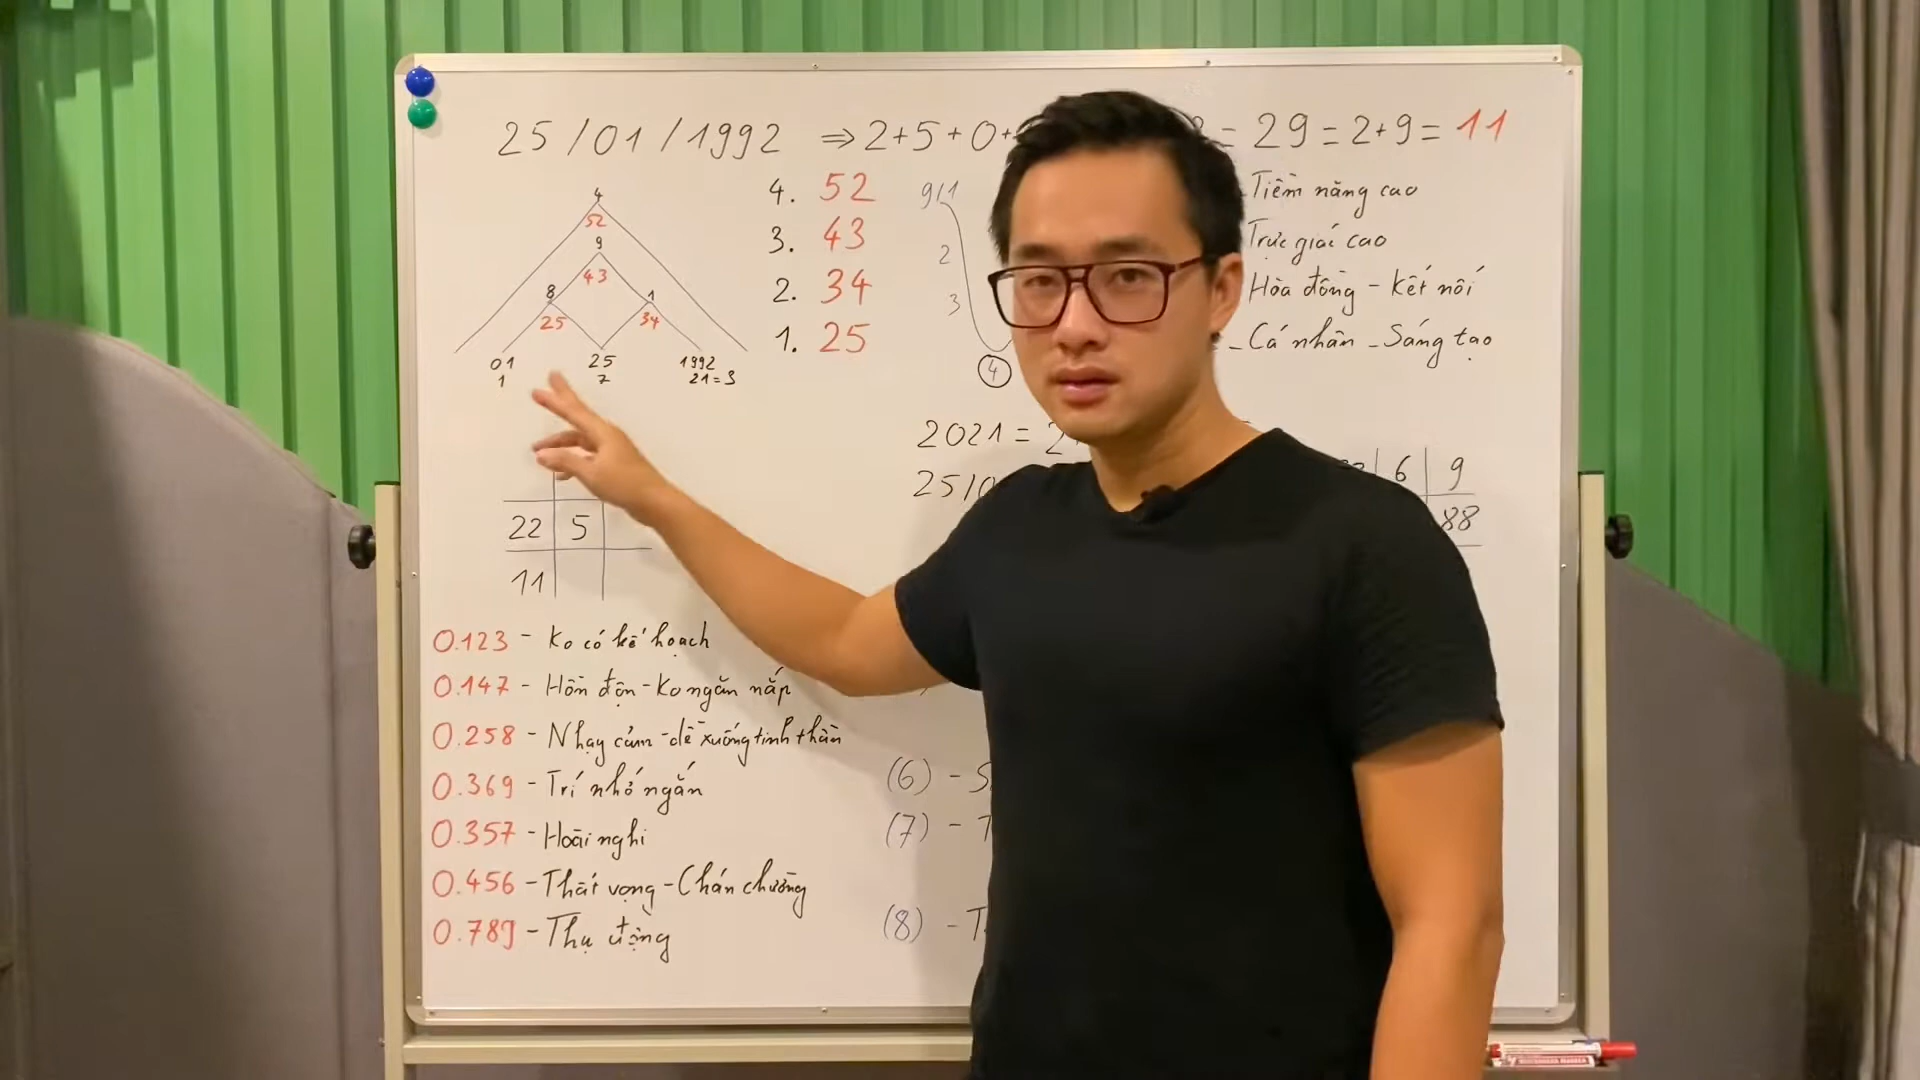 25/01/1992 ⇒ 2+5+0+
= 29 = 2+9 = 11
4
52
9
43
8
1
25
34
01
25
1992
1
7
21=3
4. 52
3. 43
2. 34
1. 25
9/1
2
3
4
Tiềm năng cao
Trực giác cao
Hòa đồng - kết nối
- Cá nhân - Sáng tạo
2021 = 2
25/0
6 9
88
22 5
11
0.123 - Ko có kế hoạch
0.147 - Hỗn độn - Ko ngăn nắp
0.258 - Nhạy cảm - dễ xuống tinh thần
0.369 - Trí nhớ ngắn
0.357 - Hoài nghi
0.456 - Thất vọng - Chán chường
0.789 - Thụ động
(6) - S
(7) - T
(8) - T